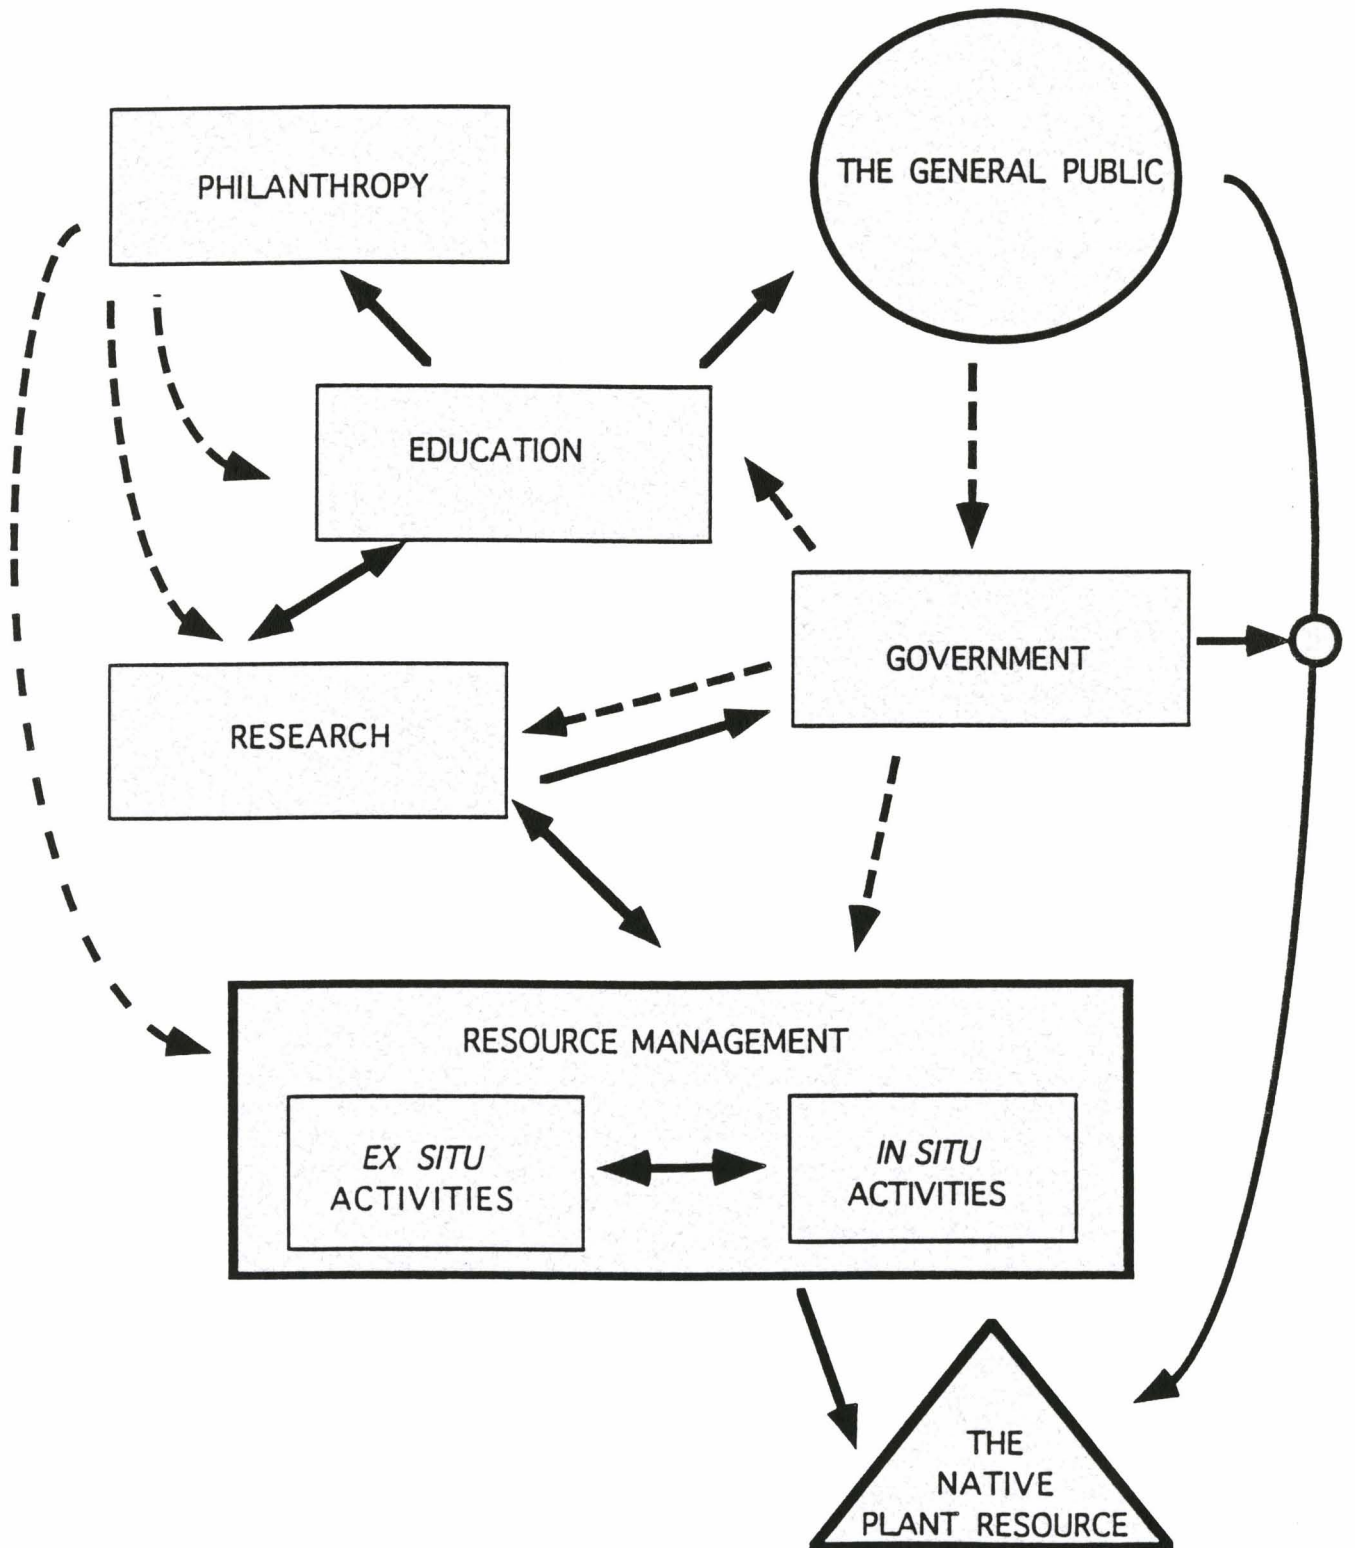 THE GENERAL PUBLIC
PHILANTHROPY
EDUCATION
GOVERNMENT
RESEARCH
RESOURCE MANAGEMENT
EX SITU
ACTIVITIES
IN SITU
ACTIVITIES
THE
NATIVE
PLANT RESOURCE